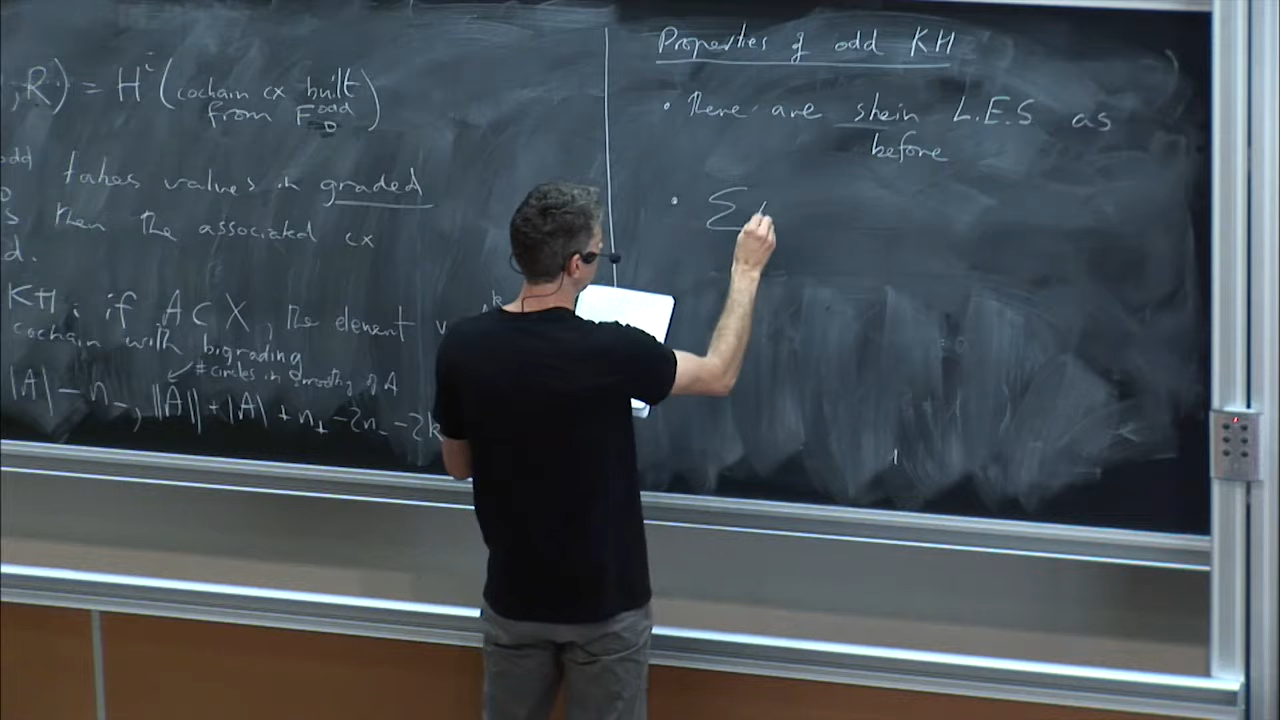 , R) = Hⁱ (cochain cx built
from F_D^odd)
odd takes values in graded
s then the associated cx
d.
KH: if A ⊂ X, the element v
cochain with bigrading
# circles in smoothing of A
|A| - n_-, ||A|| + |A| + n_+ - 2n_- - 2k
Properties of odd KH
• There are skein L.E.S as
before
• Σ